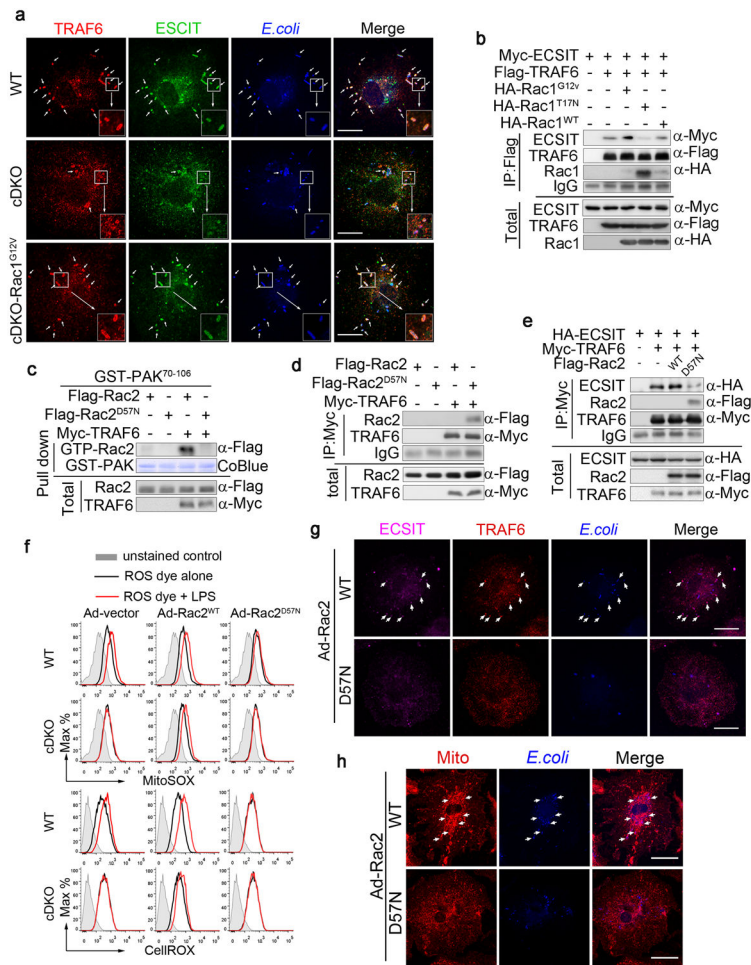 a
TRAF6 ESCIT E.coli Merge
WT
cDKO
cDKO-Rac1G12V
b
Myc-ECSIT + + + + +
Flag-TRAF6 - + + + +
HA-Rac1G12v - - + - -
HA-Rac1T17N - - - + -
HA-Rac1WT - - - - +
IP:Flag
ECSIT α-Myc
TRAF6 α-Flag
Rac1 α-HA
IgG
Total
ECSIT α-Myc
TRAF6 α-Flag
Rac1 α-HA
c
GST-PAK70-106
Flag-Rac2 + - + -
Flag-Rac2D57N - + - +
Myc-TRAF6 - - + +
Pull down
GTP-Rac2 α-Flag
GST-PAK CoBlue
Total
Rac2 α-Flag
TRAF6 α-Myc
d
Flag-Rac2 + - + -
Flag-Rac2D57N - + - +
Myc-TRAF6 - - + +
IP:Myc
Rac2 α-Flag
TRAF6 α-Myc
IgG
total
Rac2 α-Flag
TRAF6 α-Myc
e
HA-ECSIT + + + +
Myc-TRAF6 - + + +
Flag-Rac2 - - WT D57N
IP:Myc
ECSIT α-HA
Rac2 α-Flag
TRAF6 α-Myc
IgG
Total
ECSIT α-HA
Rac2 α-Flag
TRAF6 α-Myc
f
unstained control
ROS dye alone
ROS dye + LPS
Ad-vector Ad-Rac2WT Ad-Rac2D57N
WT
cDKO
Max %
MitoSOX
WT
cDKO
Max %
CellROX
g
ECSIT TRAF6 E.coli Merge
Ad-Rac2
WT
D57N
h
Mito E.coli Merge
Ad-Rac2
WT
D57N